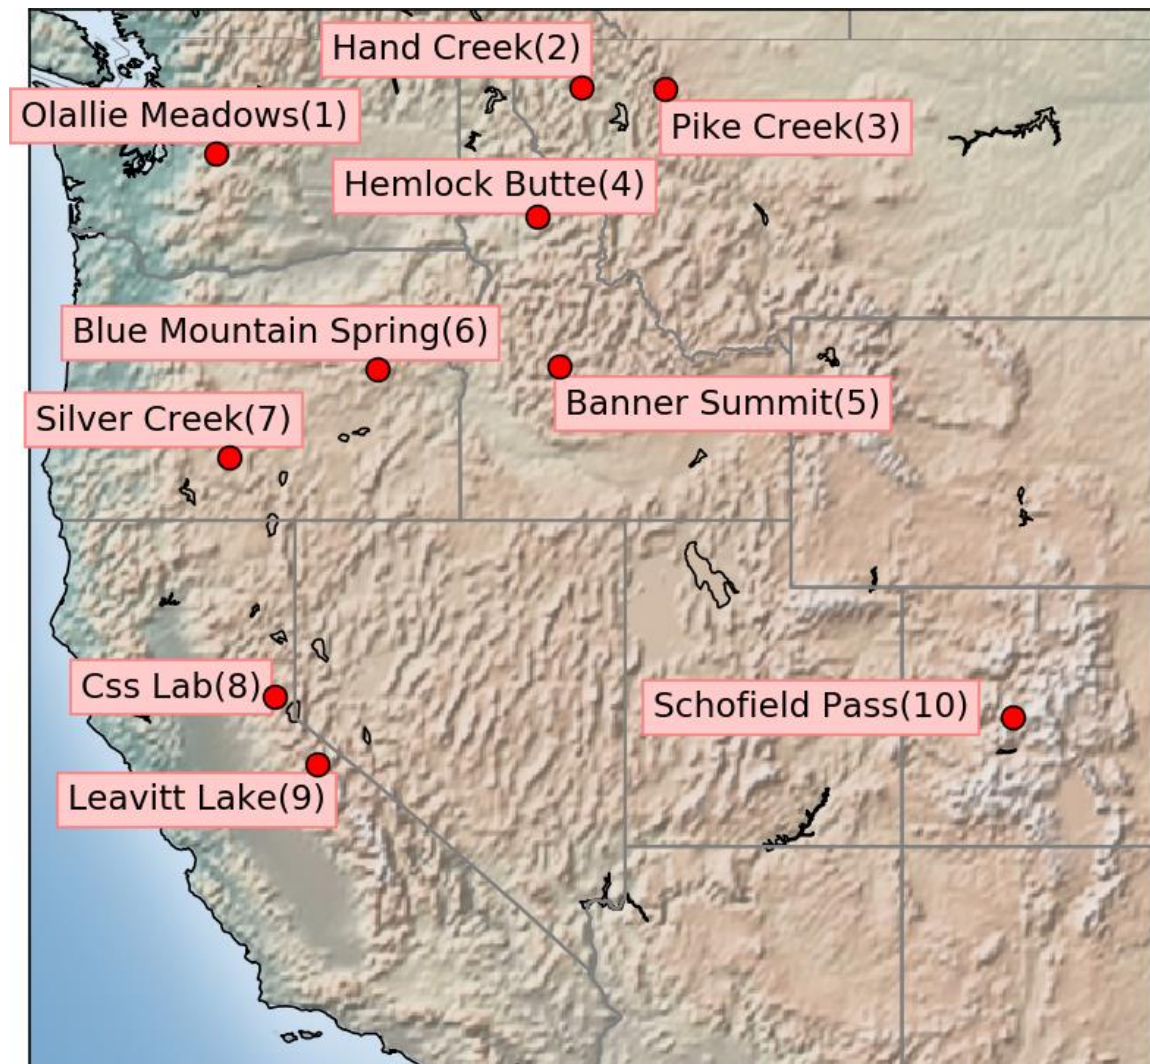 Hand Creek(2)
Olallie Meadows(1)
Pike Creek(3)
Hemlock Butte(4)
Blue Mountain Spring(6)
Banner Summit(5)
Silver Creek(7)
Css Lab(8)
Schofield Pass(10)
Leavitt Lake(9)